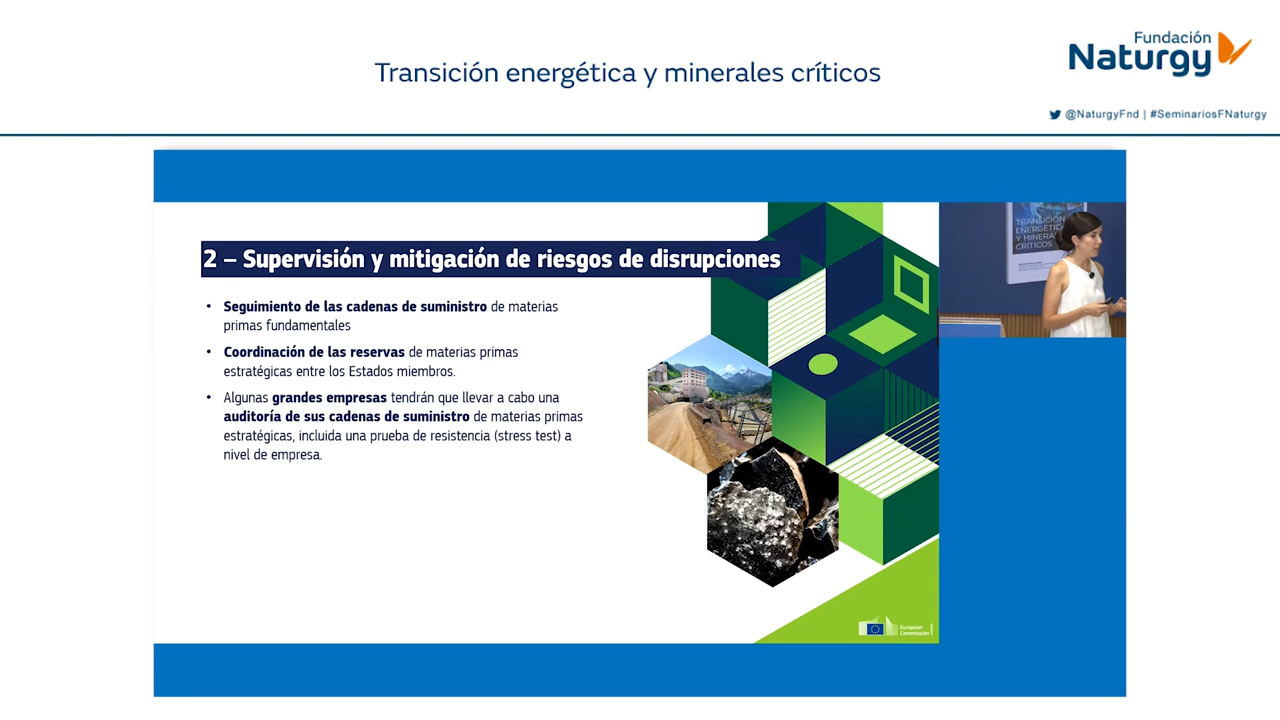 Transición energética y minerales críticos
Fundación
Naturgy
@NaturgyFnd | #SeminariosFNaturgy
2 – Supervisión y mitigación de riesgos de disrupciones
• Seguimiento de las cadenas de suministro de materias
primas fundamentales
• Coordinación de las reservas de materias primas
estratégicas entre los Estados miembros.
• Algunas grandes empresas tendrán que llevar a cabo una
auditoría de sus cadenas de suministro de materias primas
estratégicas, incluida una prueba de resistencia (stress test) a
nivel de empresa.
TRANSICIÓN
ENERGÉTICA
Y MINERALES
CRÍTICOS
European
Commission